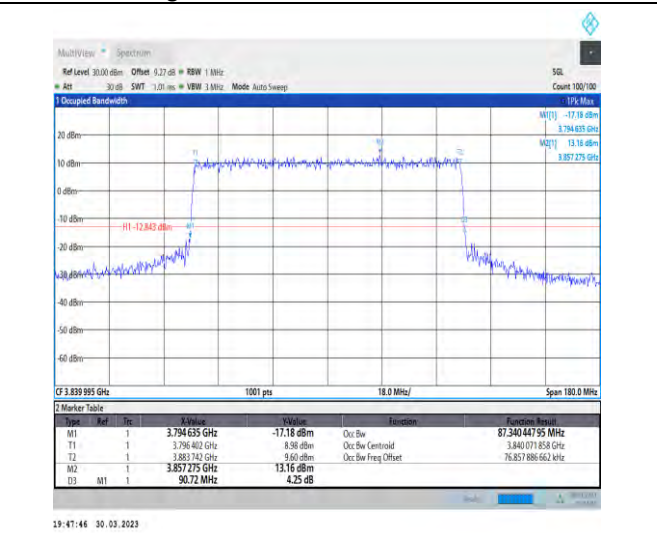 MultiView Spectrum
Ref Level 30.00 dBm Offset 9.27 dB RBW 1 MHz SGL
Att 30 dB SWT 1.01 ms VBW 3 MHz Mode Auto Sweep Count 100/100
1 Occupied Bandwidth 1Pk Max
M1[1] -17.18 dBm
3.794 635 GHz
20 dBm
M2[1] 13.16 dBm
3.857 275 GHz
10 dBm
0 dBm
-10 dBm
H1 -12.843 dBm
-20 dBm
-30 dBm
-40 dBm
-50 dBm
-60 dBm
CF 3.839 995 GHz 1001 pts 18.0 MHz/ Span 180.0 MHz
2 Marker Table
Type Ref Trc X-Value Y-Value Function Function Result
M1 1 3.794 635 GHz -17.18 dBm Occ Bw 87.340 447 95 MHz
T1 1 3.796 402 GHz 8.98 dBm Occ Bw Centroid 3.840 071 858 GHz
T2 1 3.883 742 GHz 9.60 dBm Occ Bw Freq Offset 76.857 886 662 kHz
M2 1 3.857 275 GHz 13.16 dBm
D3 M1 1 90.72 MHz 4.25 dB
19:47:46 30.03.2023